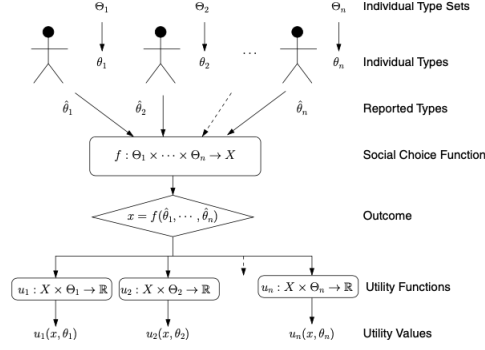 Θ₁ Θ₂ Θₙ Individual Type Sets
θ₁ θ₂ ... θₙ Individual Types
θ̂₁ θ̂₂ θ̂ₙ Reported Types
f : Θ₁ × ··· × Θₙ → X Social Choice Function
x = f(θ̂₁, ··· , θ̂ₙ) Outcome
u₁ : X × Θ₁ → ℝ u₂ : X × Θ₂ → ℝ uₙ : X × Θₙ → ℝ Utility Functions
u₁(x, θ₁) u₂(x, θ₂) uₙ(x, θₙ) Utility Values